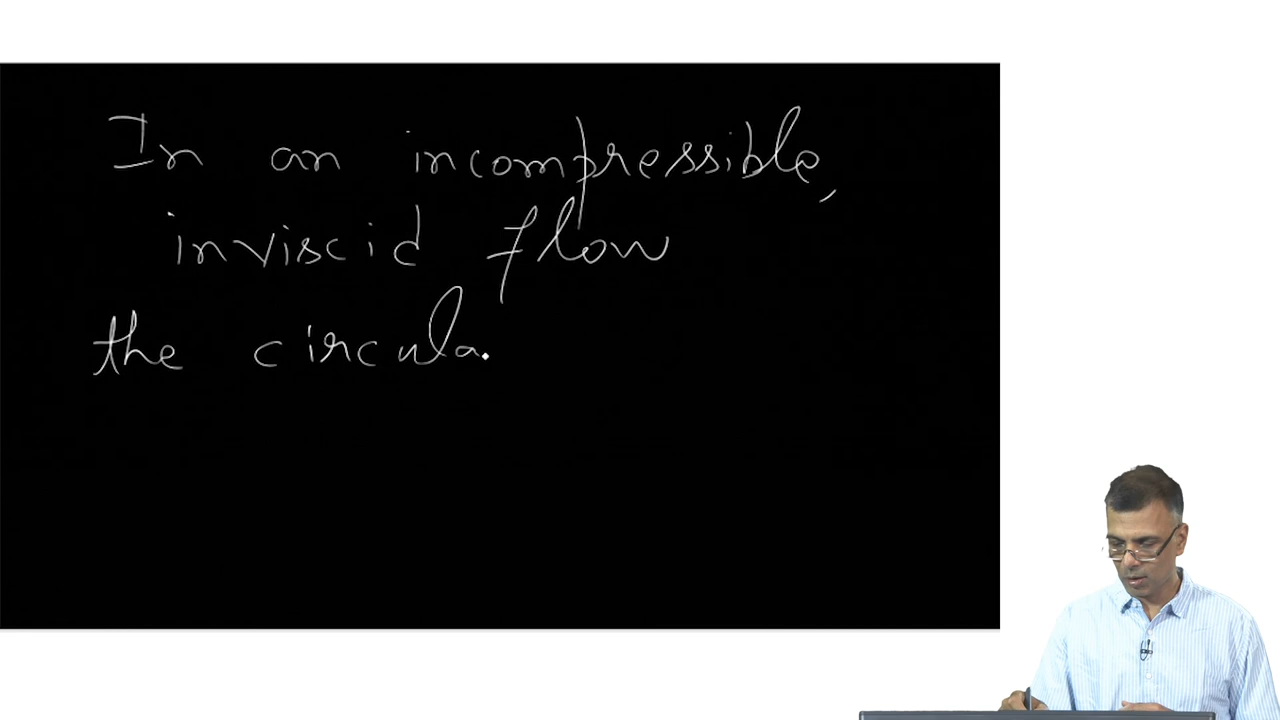 In an incompressible,
inviscid flow
the circula